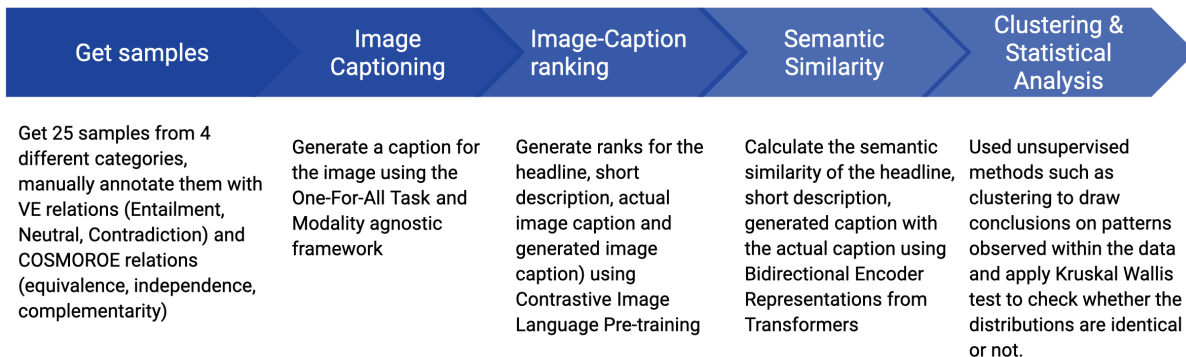 Get samples
Image
Captioning
Image-Caption
ranking
Semantic
Similarity
Clustering &
Statistical
Analysis
Get 25 samples from 4
different categories,
manually annotate them with
VE relations (Entailment,
Neutral, Contradiction) and
COSMOROE relations
(equivalence, independence,
complementarity)
Generate a caption for
the image using the
One-For-All Task and
Modality agnostic
framework
Generate ranks for the
headline, short
description, actual
image caption and
generated image
caption) using
Contrastive Image
Language Pre-training
Calculate the semantic
similarity of the headline,
short description,
generated caption with
the actual caption using
Bidirectional Encoder
Representations from
Transformers
Used unsupervised
methods such as
clustering to draw
conclusions on patterns
observed within the data
and apply Kruskal Wallis
test to check whether the
distributions are identical
or not.